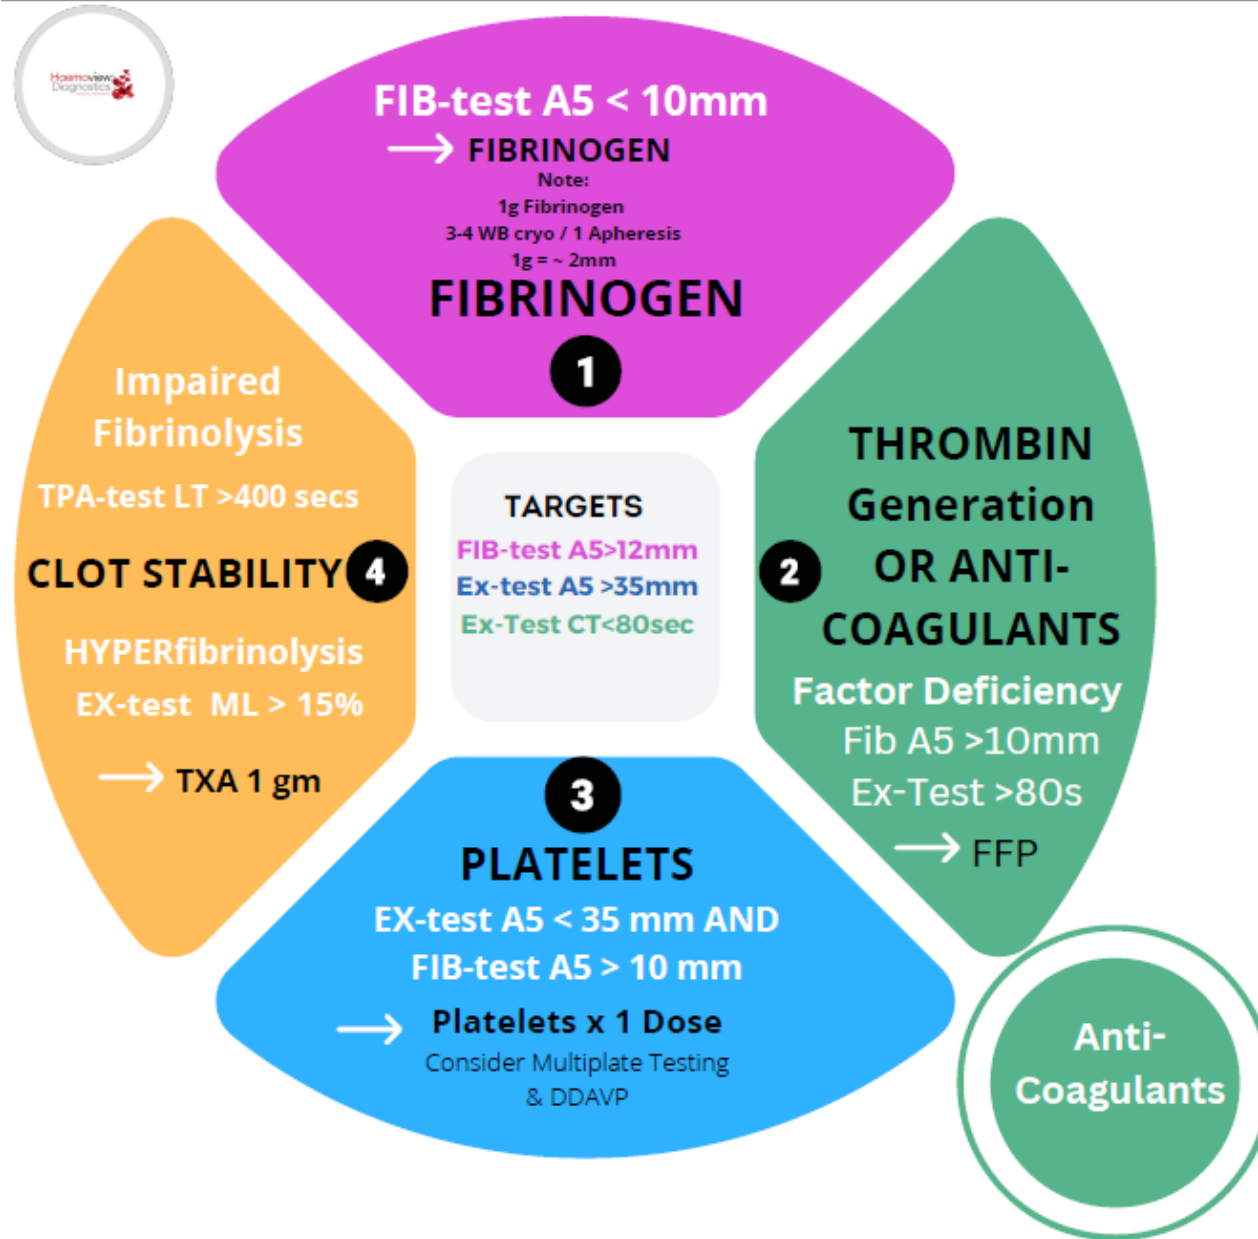 Haemoview
Diagnostics
FIB-test A5 < 10mm
→ FIBRINOGEN
Note:
1g Fibrinogen
3-4 WB cryo / 1 Apheresis
1g = ~ 2mm
FIBRINOGEN
1
THROMBIN
Generation
OR ANTI-
COAGULANTS
2
Factor Deficiency
Fib A5 >10mm
Ex-Test >80s
→ FFP
Anti-
Coagulants
3
PLATELETS
EX-test A5 < 35 mm AND
FIB-test A5 > 10 mm
→ Platelets x 1 Dose
Consider Multiplate Testing
& DDAVP
Impaired
Fibrinolysis
TPA-test LT >400 secs
CLOT STABILITY 4
HYPERfibrinolysis
EX-test ML > 15%
→ TXA 1 gm
TARGETS
FIB-test A5>12mm
Ex-test A5 >35mm
Ex-Test CT<80sec